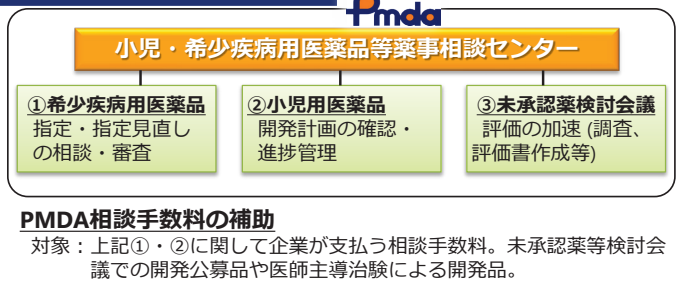 Pmda
小児・希少疾病用医薬品等薬事相談センター
①希少疾病用医薬品
指定・指定見直し
の相談・審査
②小児用医薬品
開発計画の確認・
進捗管理
③未承認薬検討会議
評価の加速 (調査、
評価書作成等)
PMDA相談手数料の補助
対象：上記①・②に関して企業が支払う相談手数料。未承認薬等検討会
議での開発公募品や医師主導治験による開発品。